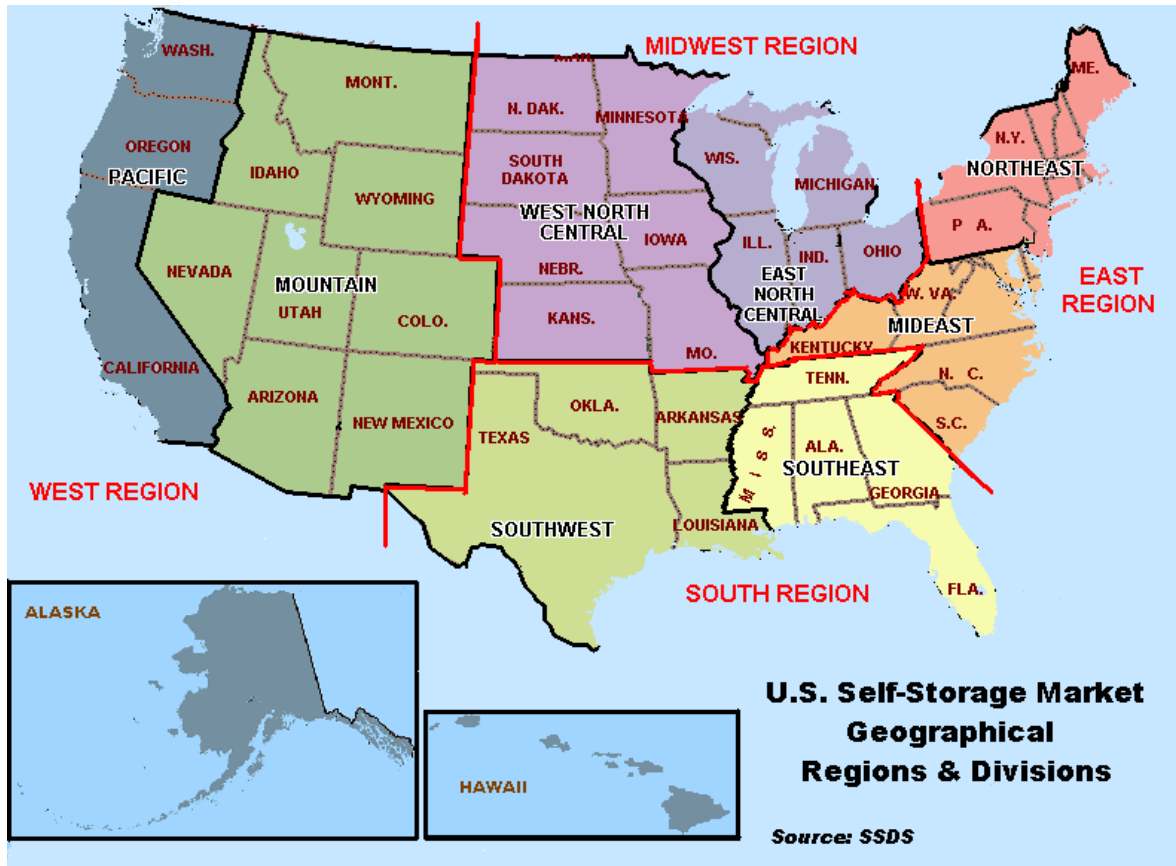 MIDWEST REGION
WASH.
ME.
MONT.
N. DAK.
MINNESOTA
N.Y.
OREGON
PACIFIC
IDAHO
SOUTH
DAKOTA
WIS.
MICHIGAN
NORTHEAST
WYOMING
WEST NORTH
CENTRAL
P A.
IOWA
ILL.
IND.
OHIO
NEVADA
MOUNTAIN
NEBR.
EAST
NORTH
CENTRAL
EAST
REGION
UTAH
COLO.
KANS.
W. VA.
MIDEAST
KENTUCKY
CALIFORNIA
MO.
TENN.
N. C.
ARIZONA
NEW MEXICO
OKLA.
TEXAS
ARKANSAS
S.C.
M I S S.
ALA.
SOUTHEAST
GEORGIA
WEST REGION
SOUTHWEST
LOUISIANA
FLA.
SOUTH REGION
ALASKA
HAWAII
U.S. Self-Storage Market
Geographical
Regions & Divisions
Source: SSDS